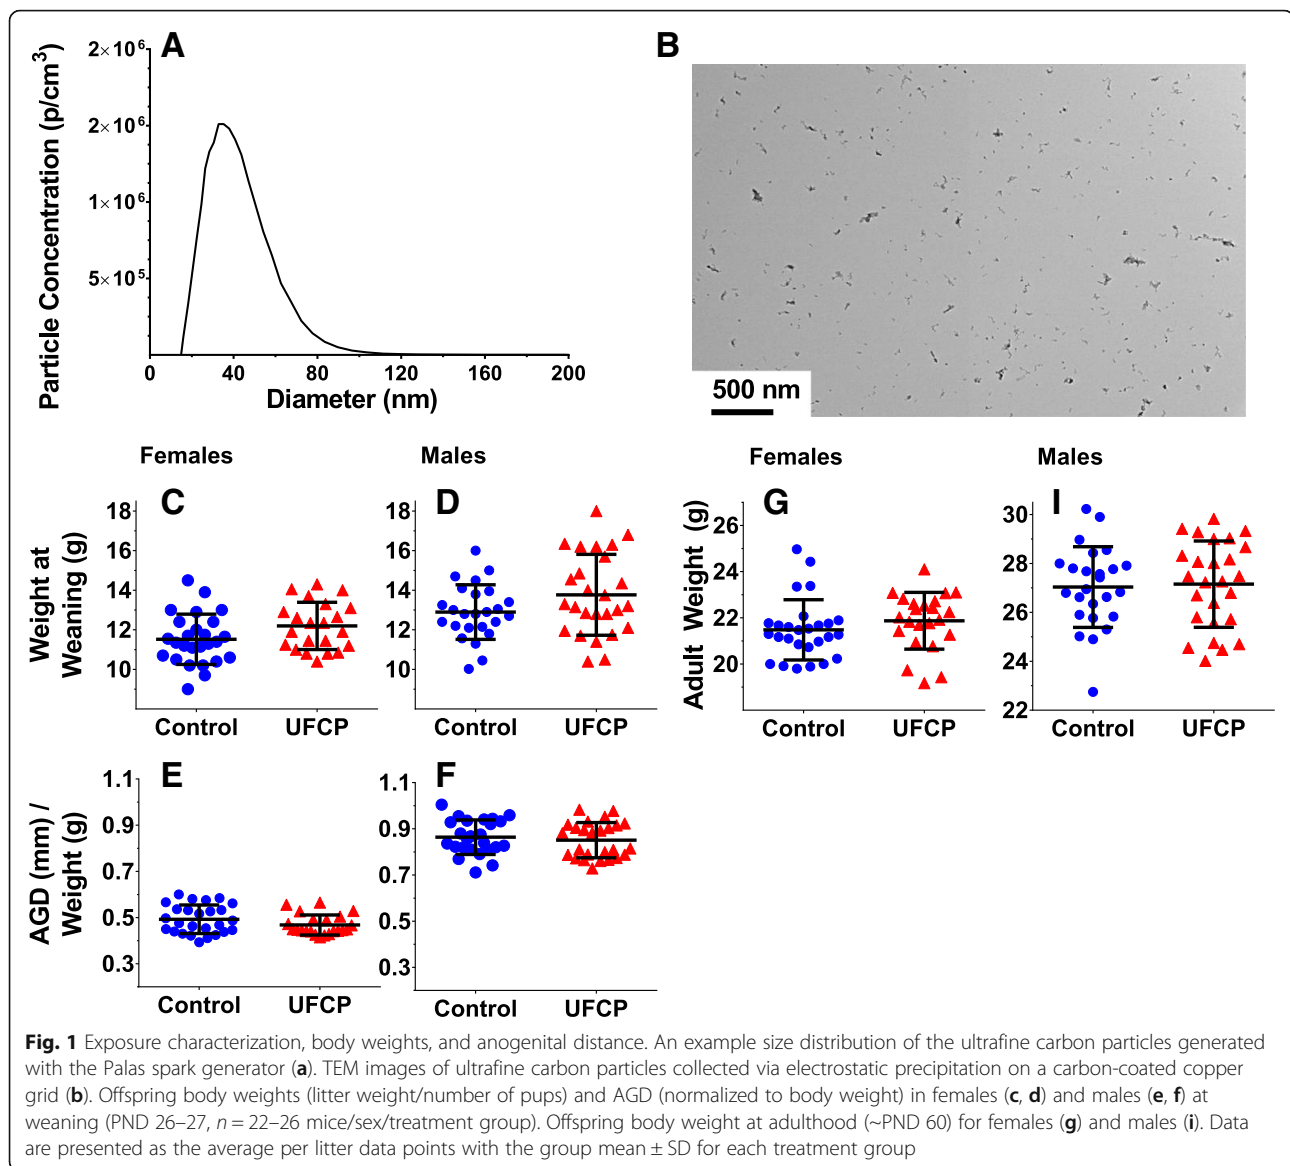 A
Particle Concentration (p/cm³)
2×10⁶
2×10⁶
1×10⁶
5×10⁵
0 40 80 120 160 200
Diameter (nm)
B
500 nm
Females Males
C D
Weight at
Weaning (g)
18
16
14
12
10
18
16
14
12
10
Control UFCP Control UFCP
Females Males
G I
Adult Weight (g)
26
24
22
20
30
28
26
24
22
Control UFCP Control UFCP
E F
AGD (mm) /
Weight (g)
1.1
0.9
0.7
0.5
0.3
1.1
0.9
0.7
0.5
0.3
Control UFCP Control UFCP
Fig. 1 Exposure characterization, body weights, and anogenital distance. An example size distribution of the ultrafine carbon particles generated
with the Palas spark generator (a). TEM images of ultrafine carbon particles collected via electrostatic precipitation on a carbon-coated copper
grid (b). Offspring body weights (litter weight/number of pups) and AGD (normalized to body weight) in females (c, d) and males (e, f) at
weaning (PND 26–27, n = 22–26 mice/sex/treatment group). Offspring body weight at adulthood (~PND 60) for females (g) and males (i). Data
are presented as the average per litter data points with the group mean ± SD for each treatment group